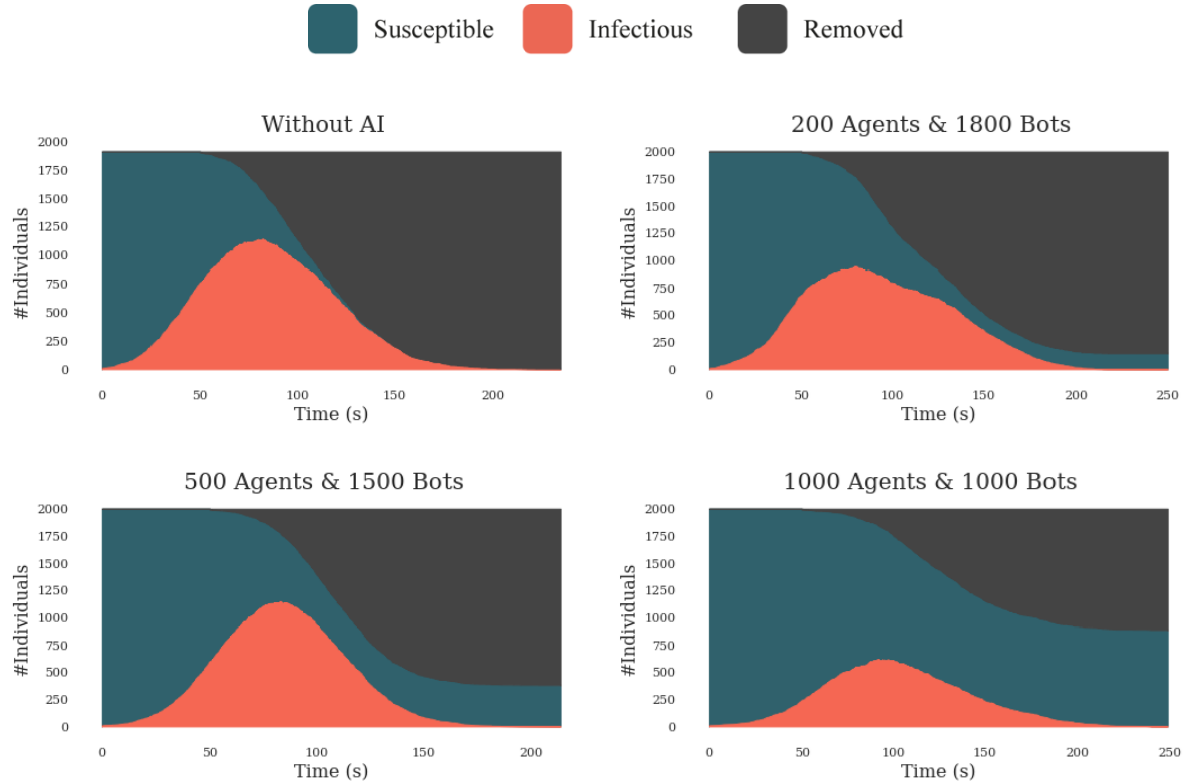 Susceptible Infectious Removed
Without AI
#Individuals
2000
1750
1500
1250
1000
750
500
250
0
0 50 100 150 200
Time (s)
200 Agents & 1800 Bots
#Individuals
2000
1750
1500
1250
1000
750
500
250
0
0 50 100 150 200 250
Time (s)
500 Agents & 1500 Bots
#Individuals
2000
1750
1500
1250
1000
750
500
250
0
0 50 100 150 200
Time (s)
1000 Agents & 1000 Bots
#Individuals
2000
1750
1500
1250
1000
750
500
250
0
0 50 100 150 200 250
Time (s)